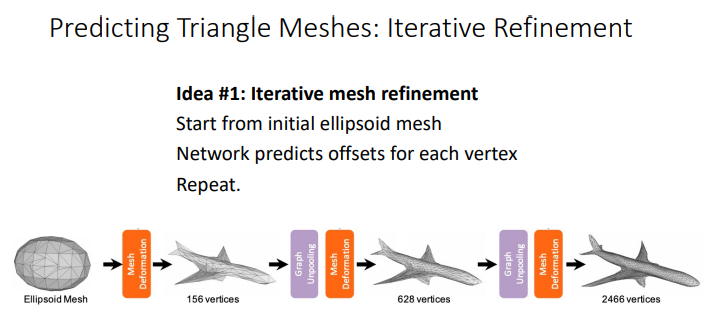 Predicting Triangle Meshes: Iterative Refinement
Idea #1: Iterative mesh refinement
Start from initial ellipsoid mesh
Network predicts offsets for each vertex
Repeat.
Mesh
Deformation
Graph
Unpooling
Mesh
Deformation
Graph
Unpooling
Mesh
Deformation
Ellipsoid Mesh
156 vertices
628 vertices
2466 vertices